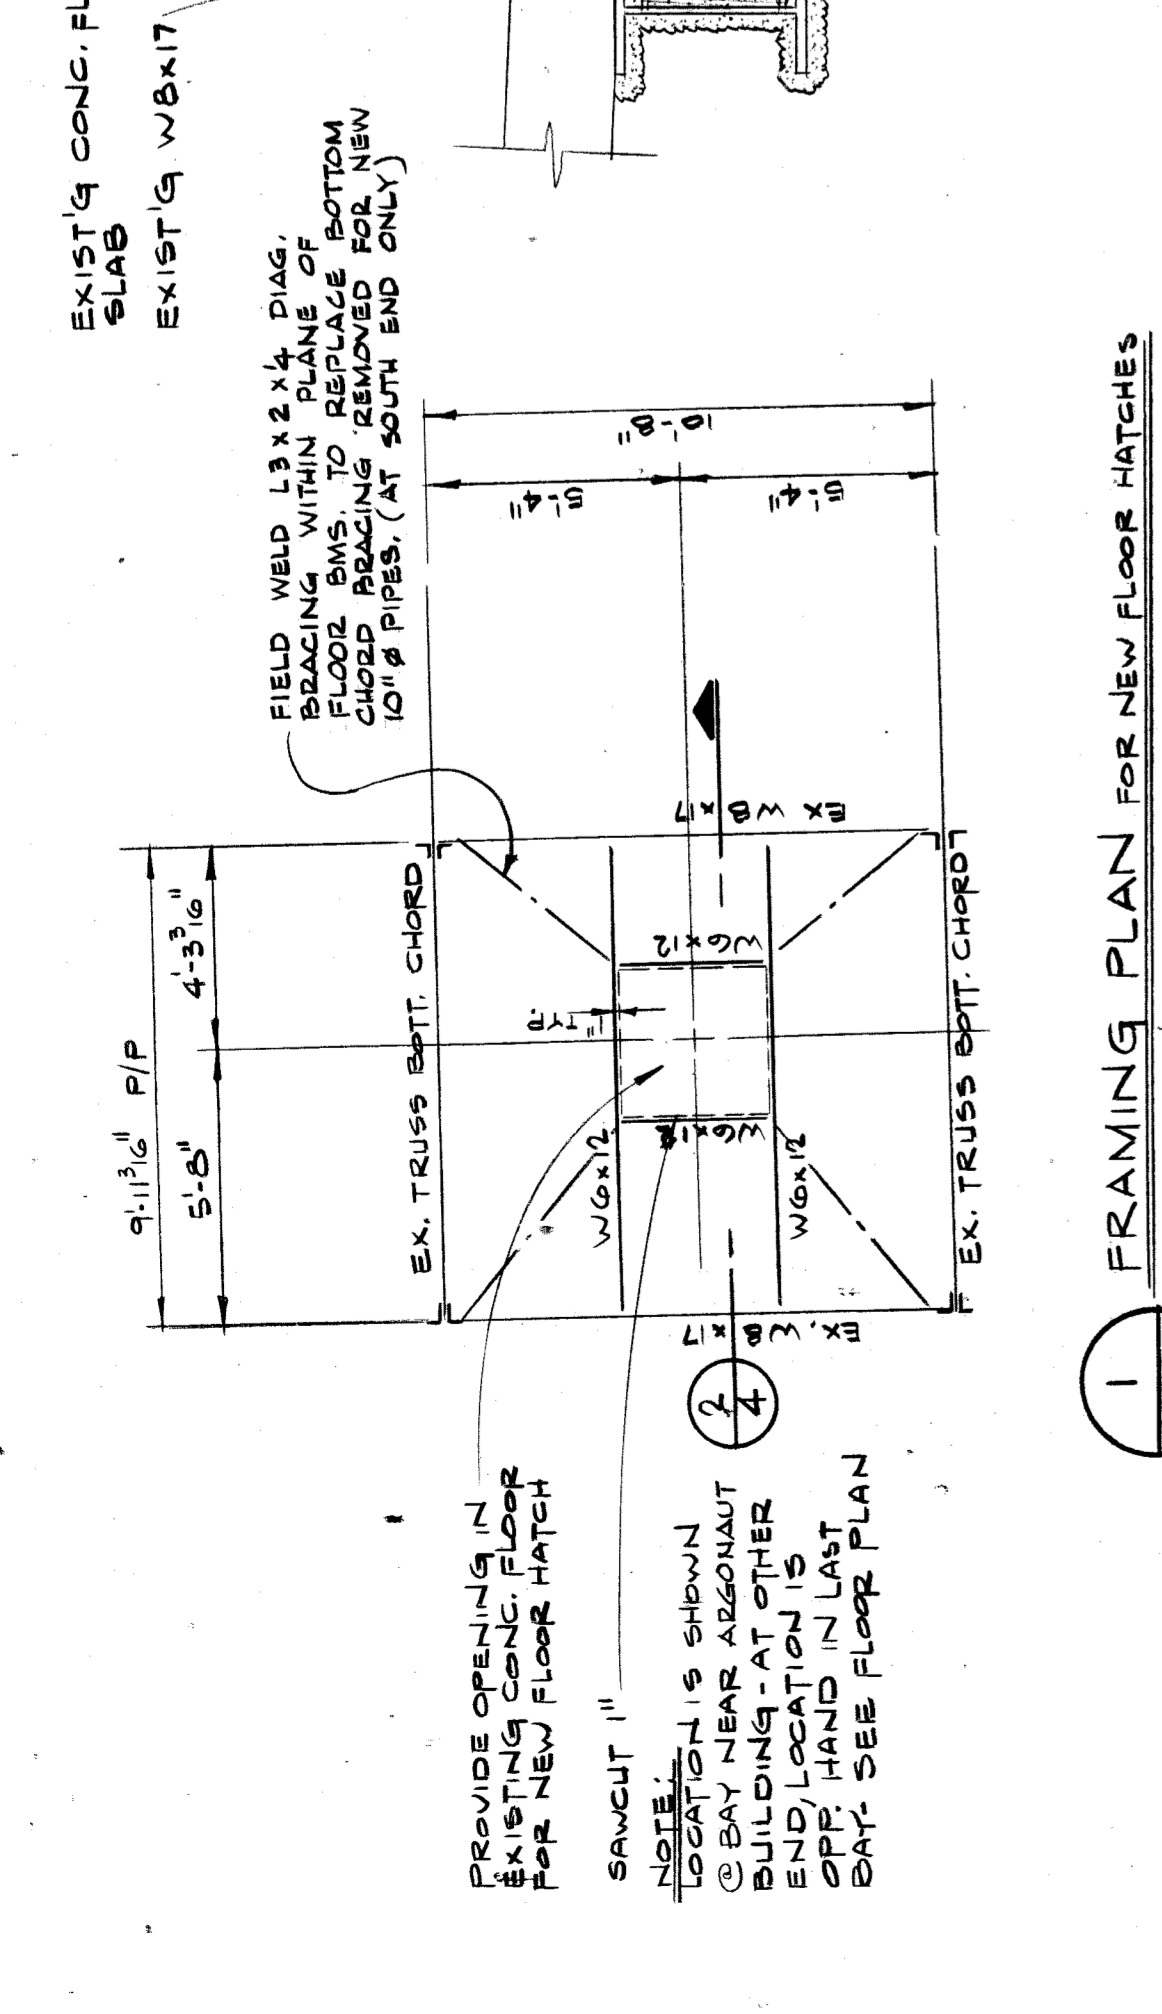 EXIST'G CONC. FL
SLAB
EXIST'G W8x17
FIELD WELD L3x2x¼ DIAG.
BRACING WITHIN PLANE OF
FLOOR BMS. TO REPLACE BOTTOM
CHORD BRACING REMOVED FOR NEW
10"ø PIPES. (AT SOUTH END ONLY)
9'-11 3/16" P/P
5'-8"
4'-3 3/16"
EX. TRUSS BOTT. CHORD
5'-4"
5'-4"
10'-8"
1" TYP.
W6x12
W6x12
W6x12
W6x12
EX. W8x17
EX W8x17
EX. TRUSS BOTT. CHORD
2
4
PROVIDE OPENING IN
EXISTING CONC. FLOOR
FOR NEW FLOOR HATCH
SAWCUT 1"
NOTE:
LOCATION IS SHOWN
@ BAY NEAR ARGONAUT
BUILDING - AT OTHER
END, LOCATION IS
OPP. HAND IN LAST
BAY- SEE FLOOR PLAN
1
FRAMING PLAN FOR NEW FLOOR HATCHES